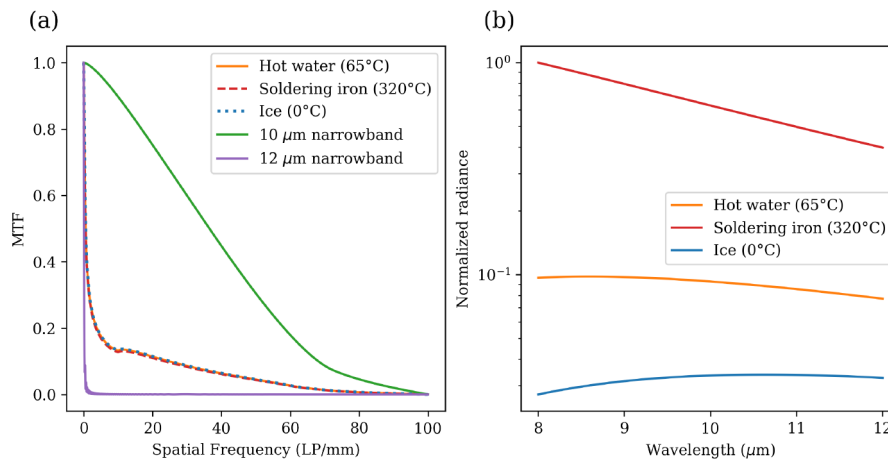 (a)
1.0
0.8
0.6
0.4
0.2
0.0
MTF
0
20
40
60
80
100
Spatial Frequency (LP/mm)
Hot water (65°C)
Soldering iron (320°C)
Ice (0°C)
10 μm narrowband
12 μm narrowband
(b)
10⁰
10⁻¹
Normalized radiance
8
9
10
11
12
Wavelength (μm)
Hot water (65°C)
Soldering iron (320°C)
Ice (0°C)